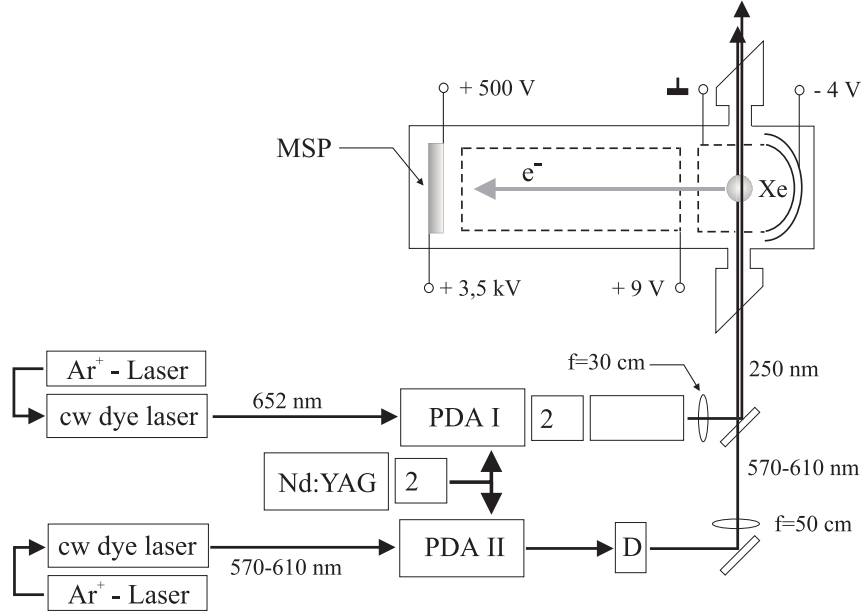 + 500 V
- 4 V
MSP
e-
Xe
+ 3,5 kV
+ 9 V
Ar+ - Laser
f=30 cm
250 nm
cw dye laser
652 nm
PDA I
2
570-610 nm
Nd:YAG
2
f=50 cm
cw dye laser
570-610 nm
PDA II
D
Ar+ - Laser